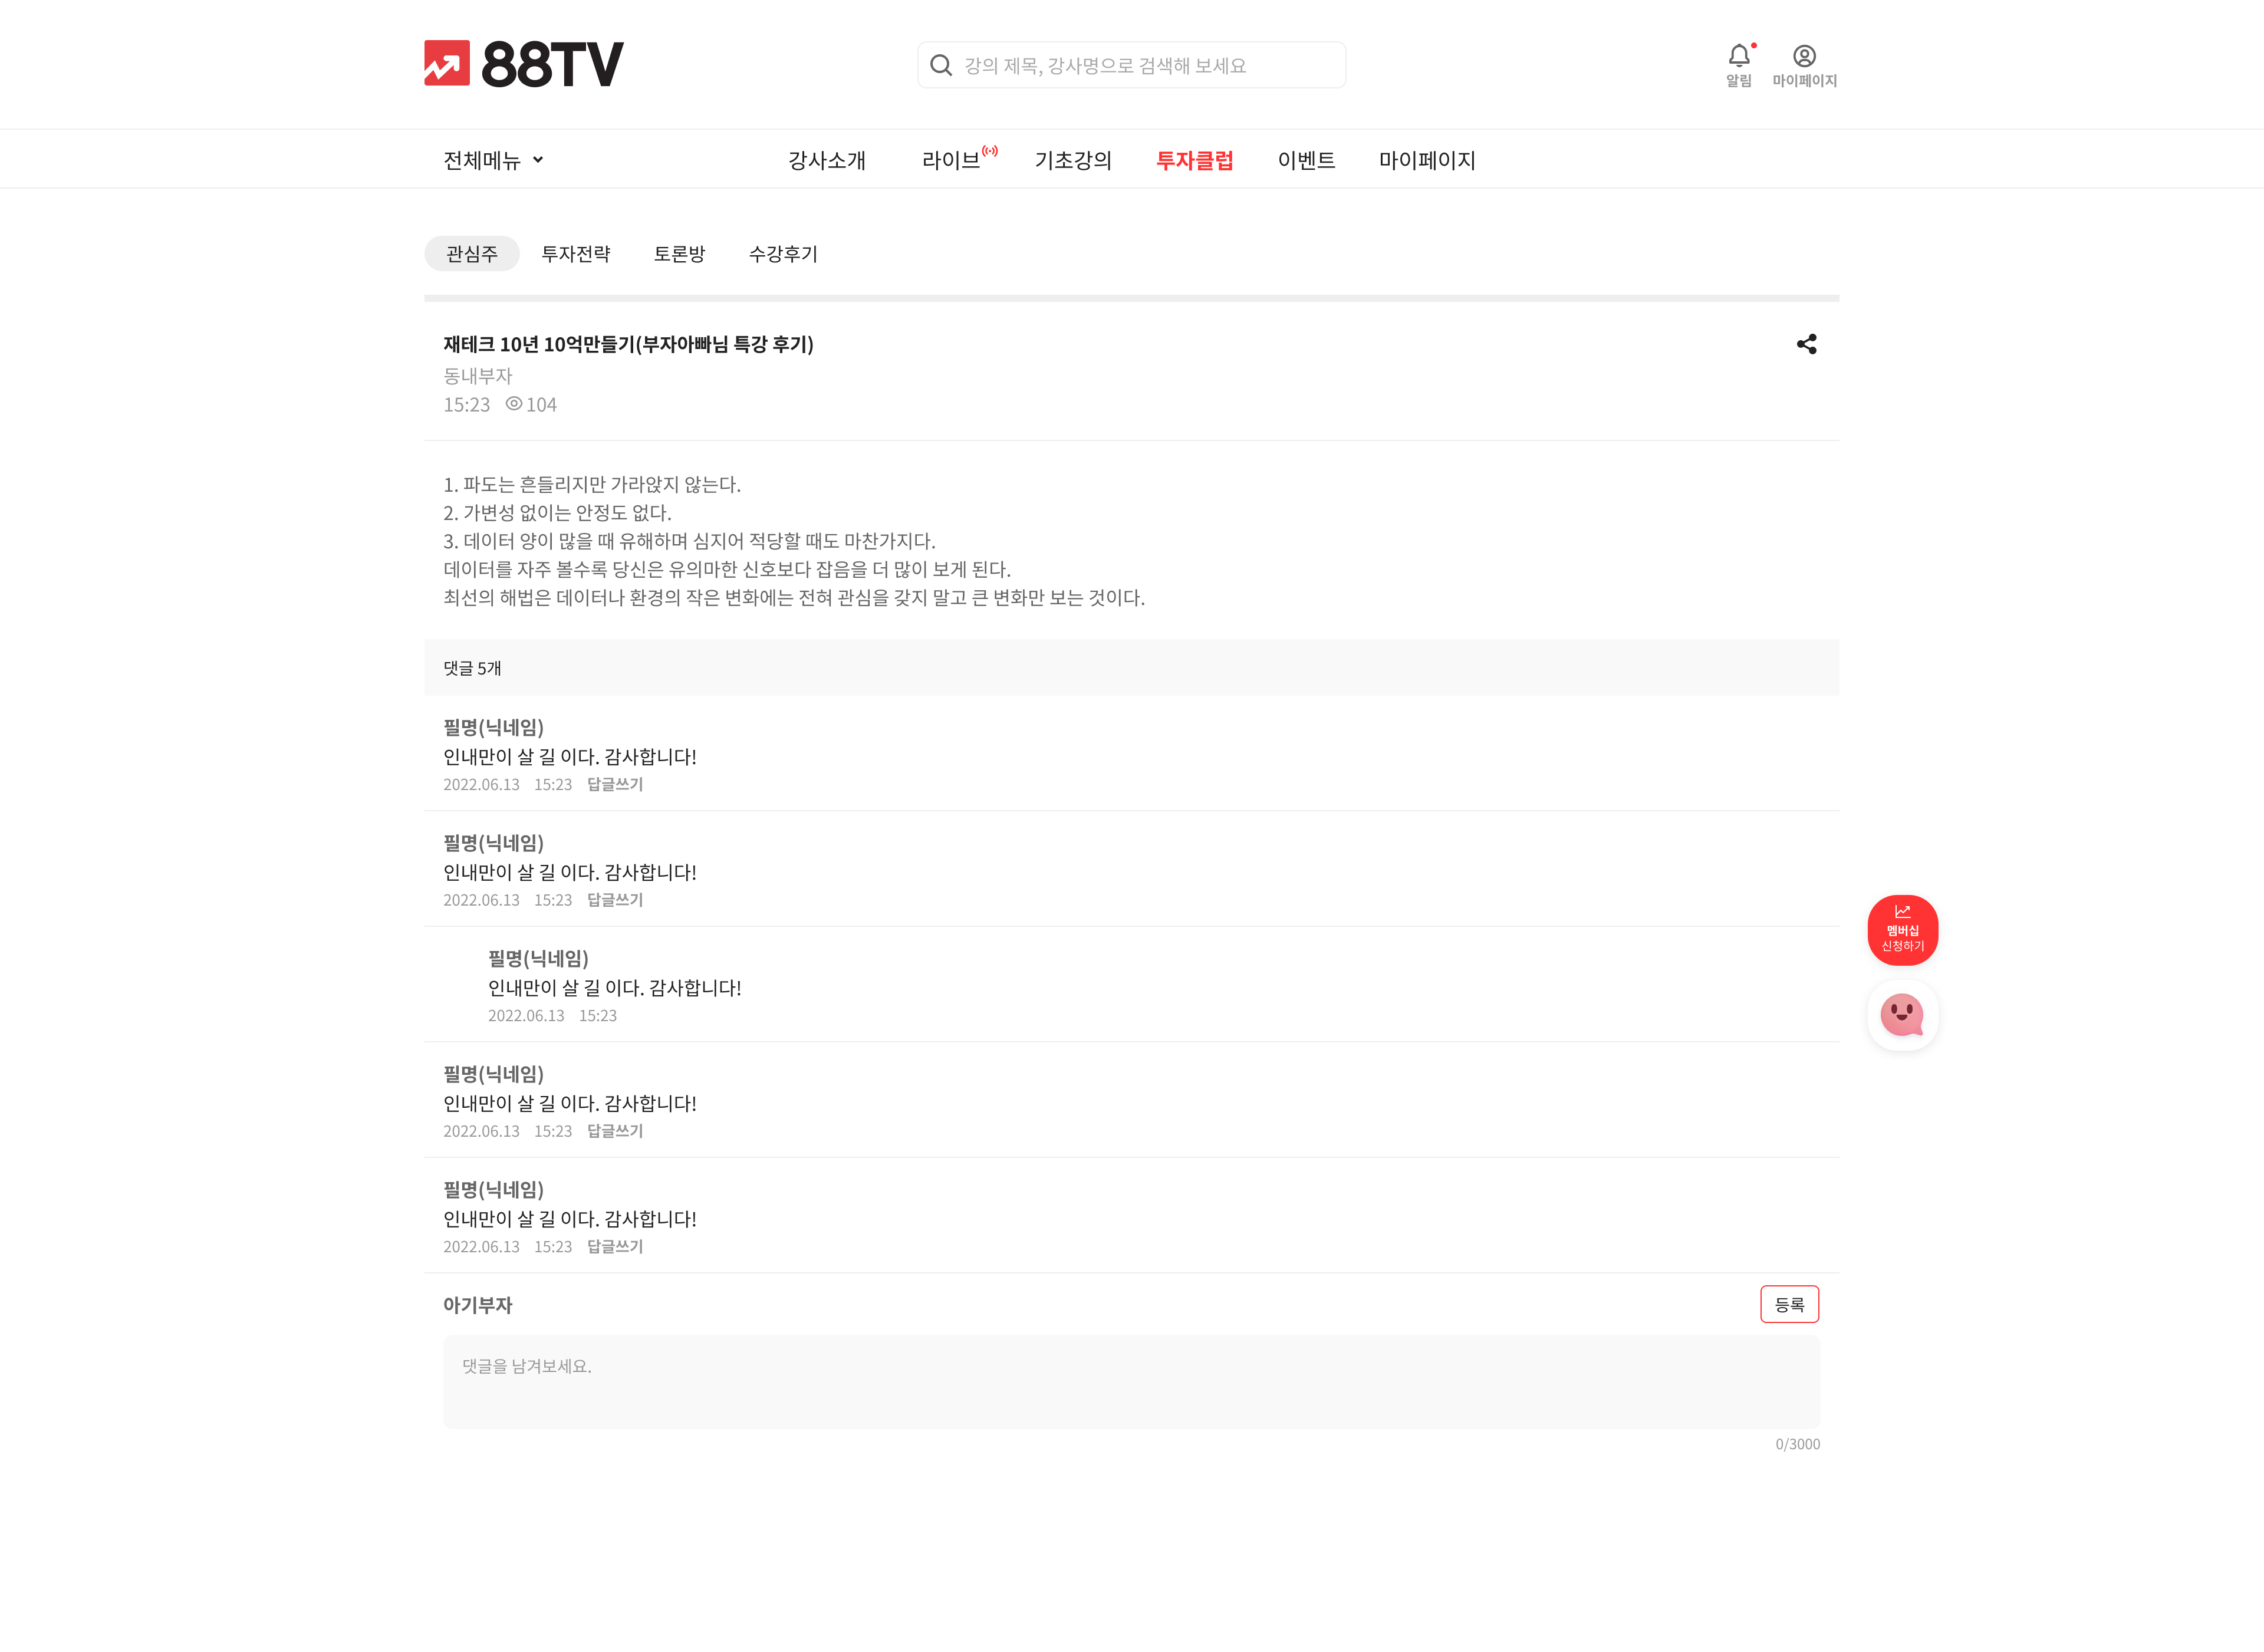 88TV
강의 제목, 강사명으로 검색해 보세요
알림
마이페이지
전체메뉴
강사소개
라이브
기초강의
투자클럽
이벤트
마이페이지
관심주
투자전략
토론방
수강후기
재테크 10년 10억만들기(부자아빠님 특강 후기)
동내부자
15:23 104
1. 파도는 흔들리지만 가라앉지 않는다.
2. 가변성 없이는 안정도 없다.
3. 데이터 양이 많을 때 유해하며 심지어 적당할 때도 마찬가지다.
데이터를 자주 볼수록 당신은 유의마한 신호보다 잡음을 더 많이 보게 된다.
최선의 해법은 데이터나 환경의 작은 변화에는 전혀 관심을 갖지 말고 큰 변화만 보는 것이다.
댓글 5개
필명(닉네임)
인내만이 살 길 이다. 감사합니다!
2022.06.13 15:23 답글쓰기
필명(닉네임)
인내만이 살 길 이다. 감사합니다!
2022.06.13 15:23 답글쓰기
필명(닉네임)
인내만이 살 길 이다. 감사합니다!
2022.06.13 15:23
필명(닉네임)
인내만이 살 길 이다. 감사합니다!
2022.06.13 15:23 답글쓰기
필명(닉네임)
인내만이 살 길 이다. 감사합니다!
2022.06.13 15:23 답글쓰기
멤버십
신청하기
아기부자
등록
댓글을 남겨보세요.
0/3000